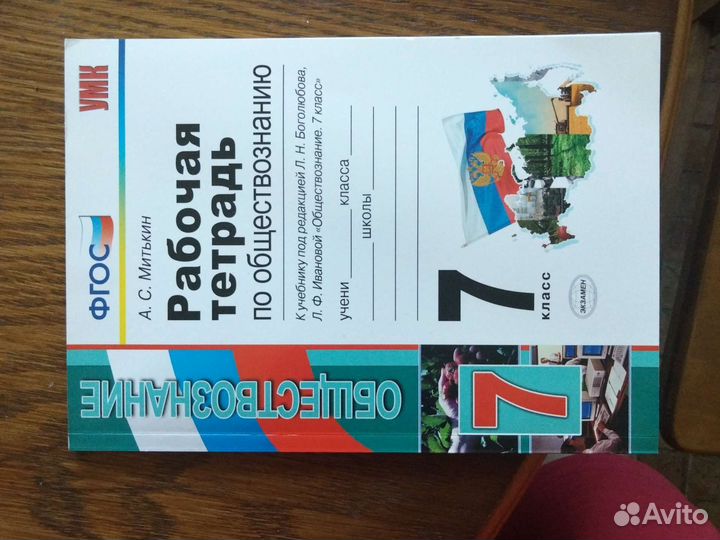 УМК
ФГОС
А. С. Митькин
Рабочая
тетрадь
по обществознанию
К учебнику под редакцией Л. Н. Боголюбова,
Л. Ф. Ивановой «Обществознание. 7 класс»
учени класса
школы
7
класс
ЭКЗАМЕН
ОБЩЕСТВОЗНАНИЕ
7
Avito